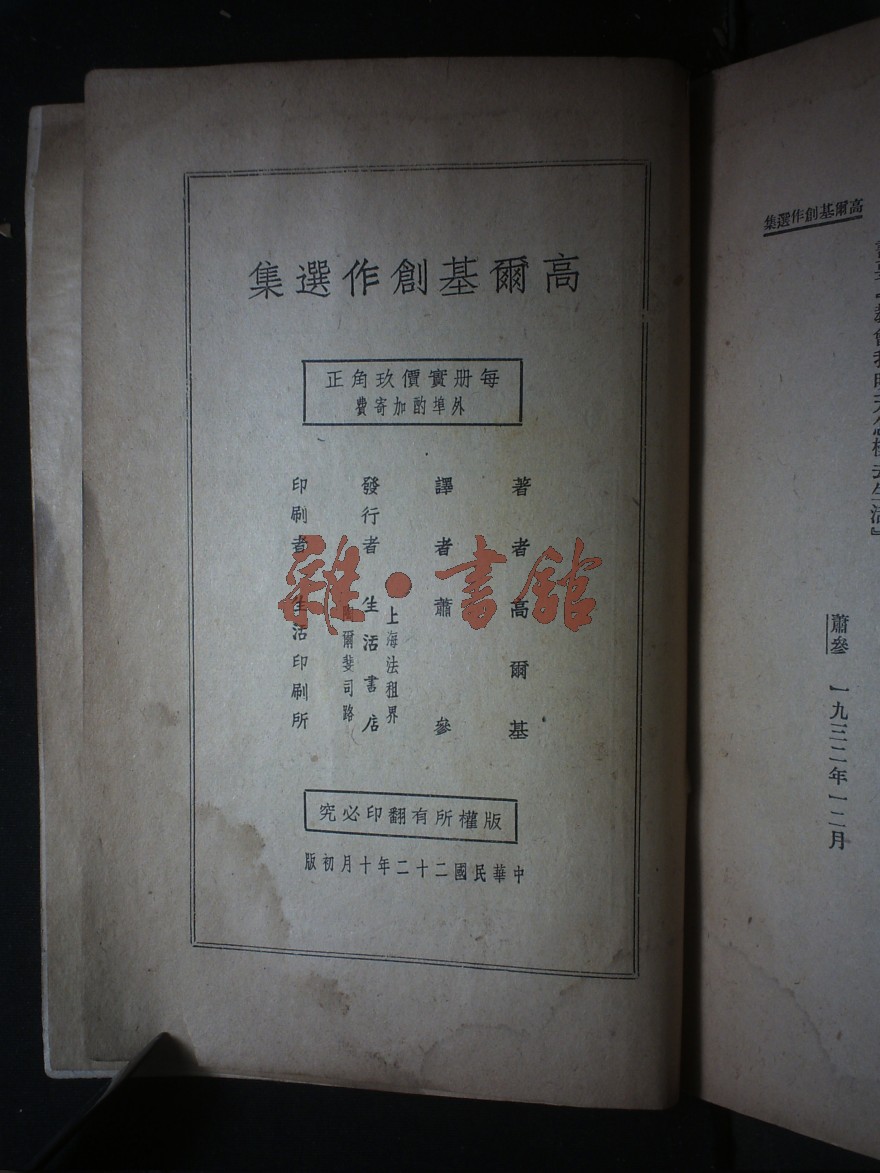 高爾基創作選集
每册實價玖角正
外埠酌加寄費
著者高爾基
譯者蕭參
上海法租界
發行者生活書店
爾斐司路
印刷者生活印刷所
版權所有翻印必究
中華民國二十二年十月初版
雜·書館
高爾基創作選集
蕭參 一九三二年一二月